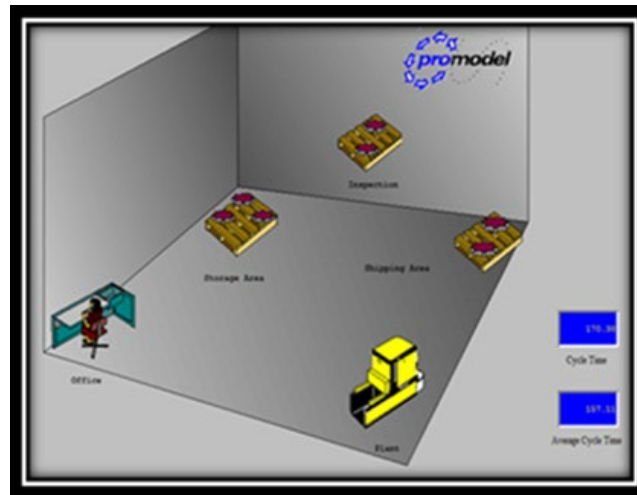 promodel
Inspection
Storage Area
Shipping Area
Office
Plant
Cycle Time
Average Cycle Time